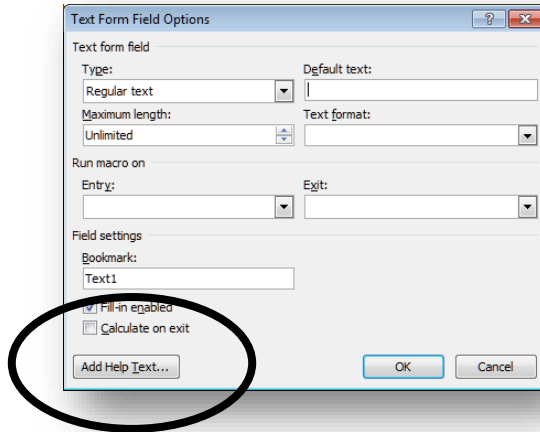 Text Form Field Options
Text form field
Type: Default text:
Regular text
Maximum length: Text format:
Unlimited
Run macro on
Entry: Exit:
Field settings
Bookmark:
Text1
Fill-in enabled
Calculate on exit
Add Help Text... OK Cancel